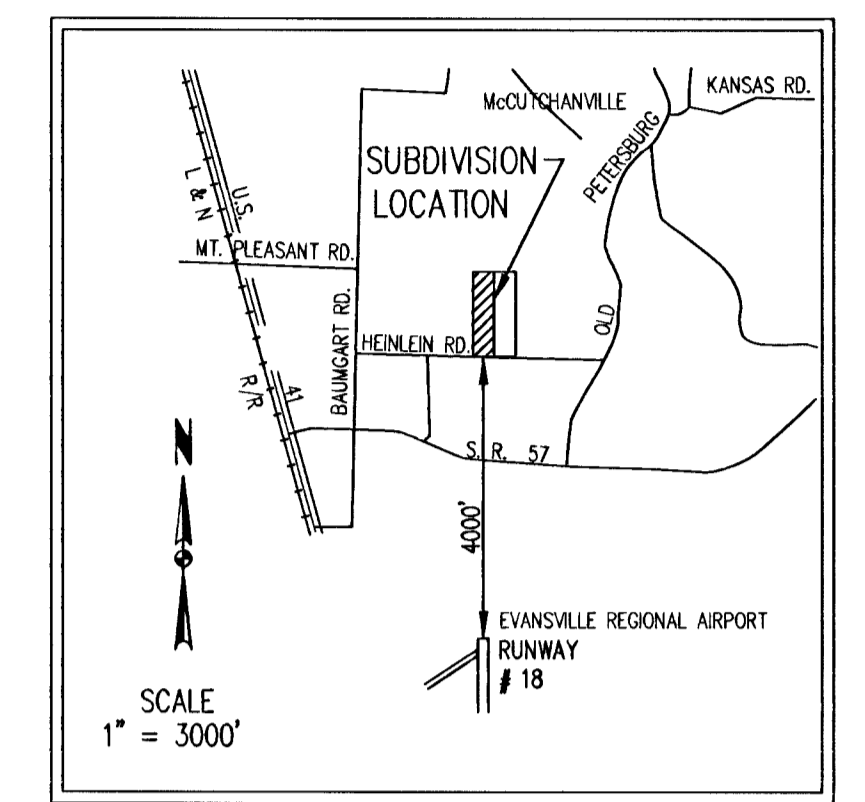 KANSAS RD.
McCUTCHANVILLE
PETERSBURG
OLD
SUBDIVISION
LOCATION
U.S.
L & N
MT. PLEASANT RD.
BAUMGART RD.
HEINLEIN RD.
R/R
41
S. R. 57
N
4000'
EVANSVILLE REGIONAL AIRPORT
RUNWAY
# 18
SCALE
1" = 3000'